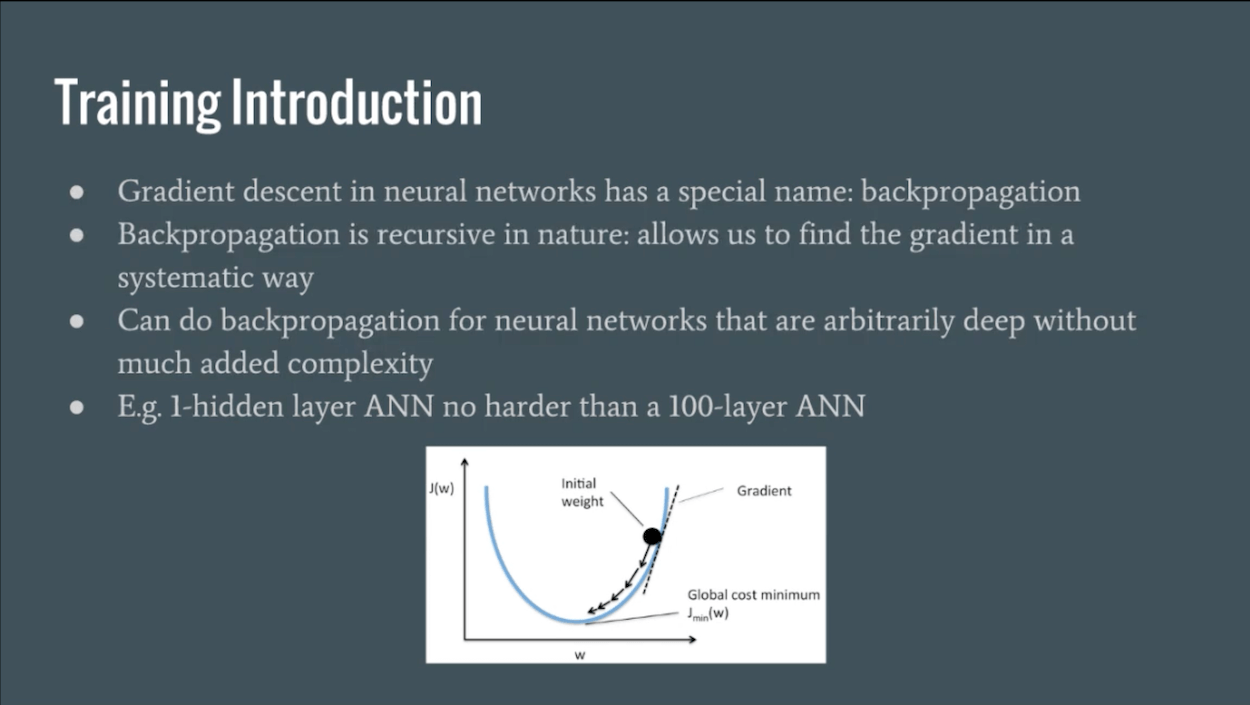 Training Introduction
● Gradient descent in neural networks has a special name: backpropagation
● Backpropagation is recursive in nature: allows us to find the gradient in a
systematic way
● Can do backpropagation for neural networks that are arbitrarily deep without
much added complexity
● E.g. 1-hidden layer ANN no harder than a 100-layer ANN
J(w)
Initial
weight
Gradient
Global cost minimum
Jmin(w)
w